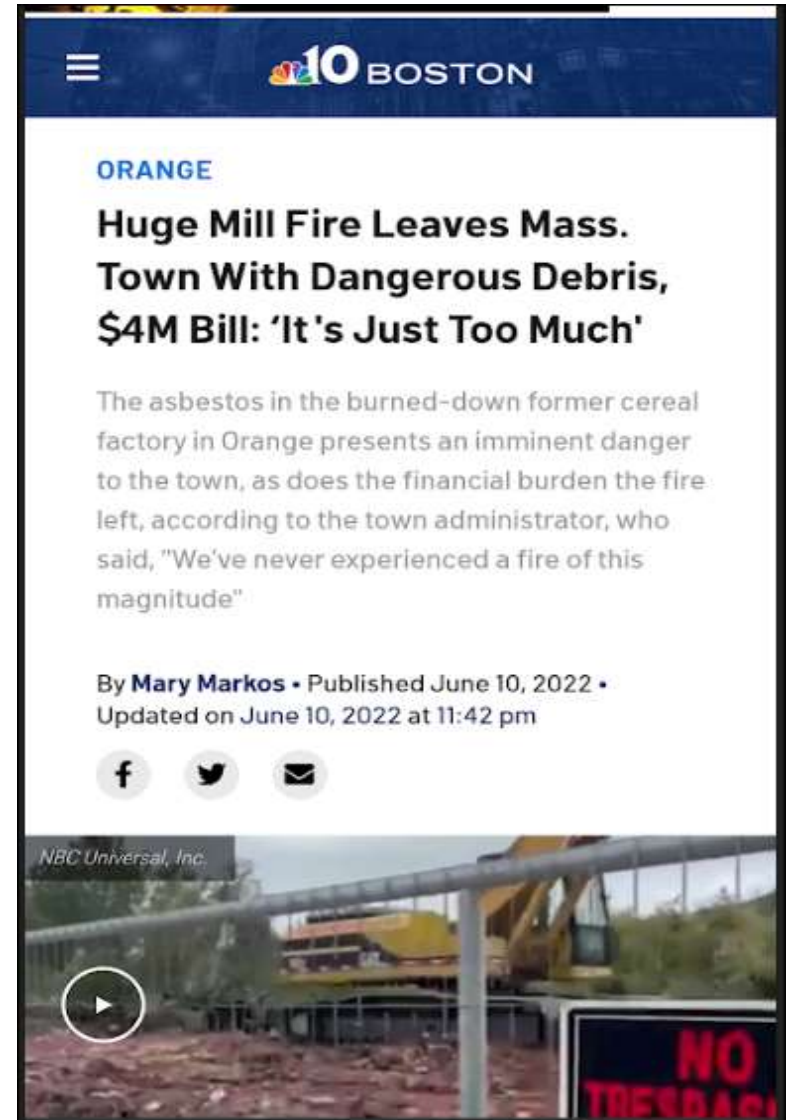 10 BOSTON
ORANGE
Huge Mill Fire Leaves Mass.
Town With Dangerous Debris,
$4M Bill: ‘It's Just Too Much'
The asbestos in the burned-down former cereal
factory in Orange presents an imminent danger
to the town, as does the financial burden the fire
left, according to the town administrator, who
said, "We've never experienced a fire of this
magnitude"
By Mary Markos • Published June 10, 2022 •
Updated on June 10, 2022 at 11:42 pm
NBC Universal, Inc.
NO